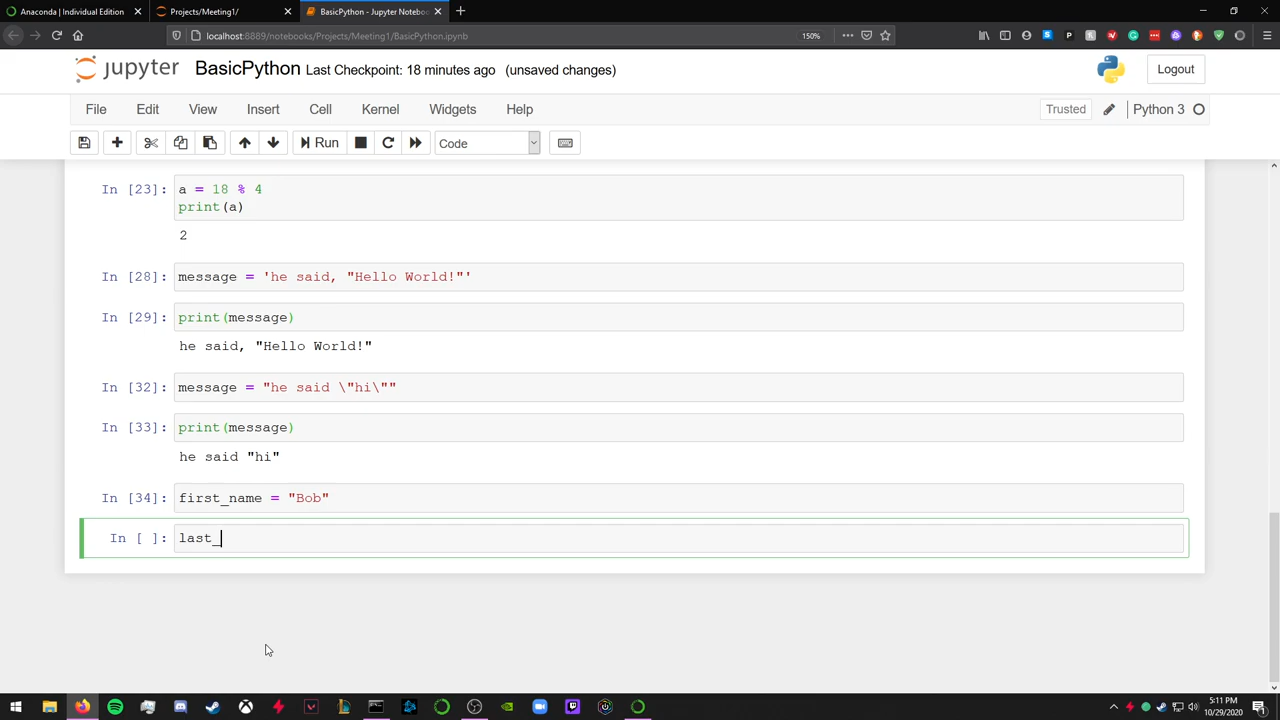 Anaconda | Individual Edition
Projects/Meeting1/
BasicPython - Jupyter Notebook
localhost:8889/notebooks/Projects/Meeting1/BasicPython.ipynb
150%
jupyter BasicPython Last Checkpoint: 18 minutes ago (unsaved changes)
Logout
File Edit View Insert Cell Kernel Widgets Help
Trusted Python 3
Run Code
In [23]: a = 18 % 4
print(a)
2
In [28]: message = 'he said, "Hello World!"'
In [29]: print(message)
he said, "Hello World!"
In [32]: message = "he said \"hi\""
In [33]: print(message)
he said "hi"
In [34]: first_name = "Bob"
In [ ]: last_
5:11 PM
10/29/2020